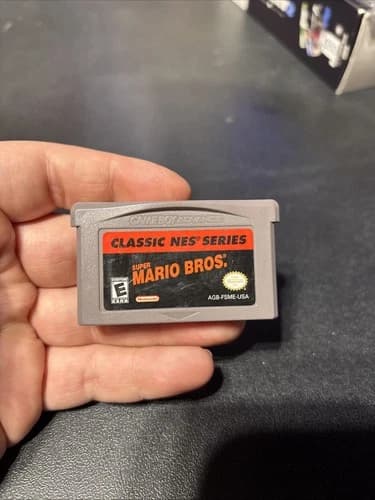 GAME BOY ADVANCE
CLASSIC NES® SERIES
SUPER
MARIO BROS.®
E
Nintendo
AGB-FSME-USA